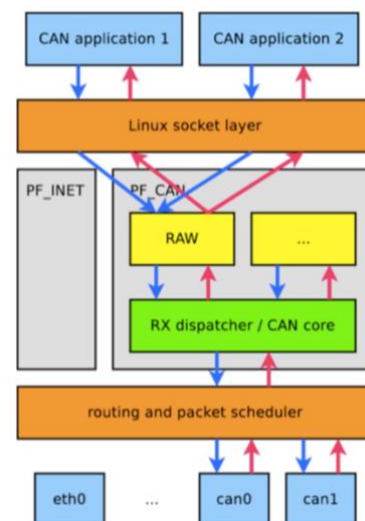 CAN application 1
CAN application 2
Linux socket layer
PF_INET
PF_CAN
RAW
...
RX dispatcher / CAN core
routing and packet scheduler
eth0
...
can0
can1